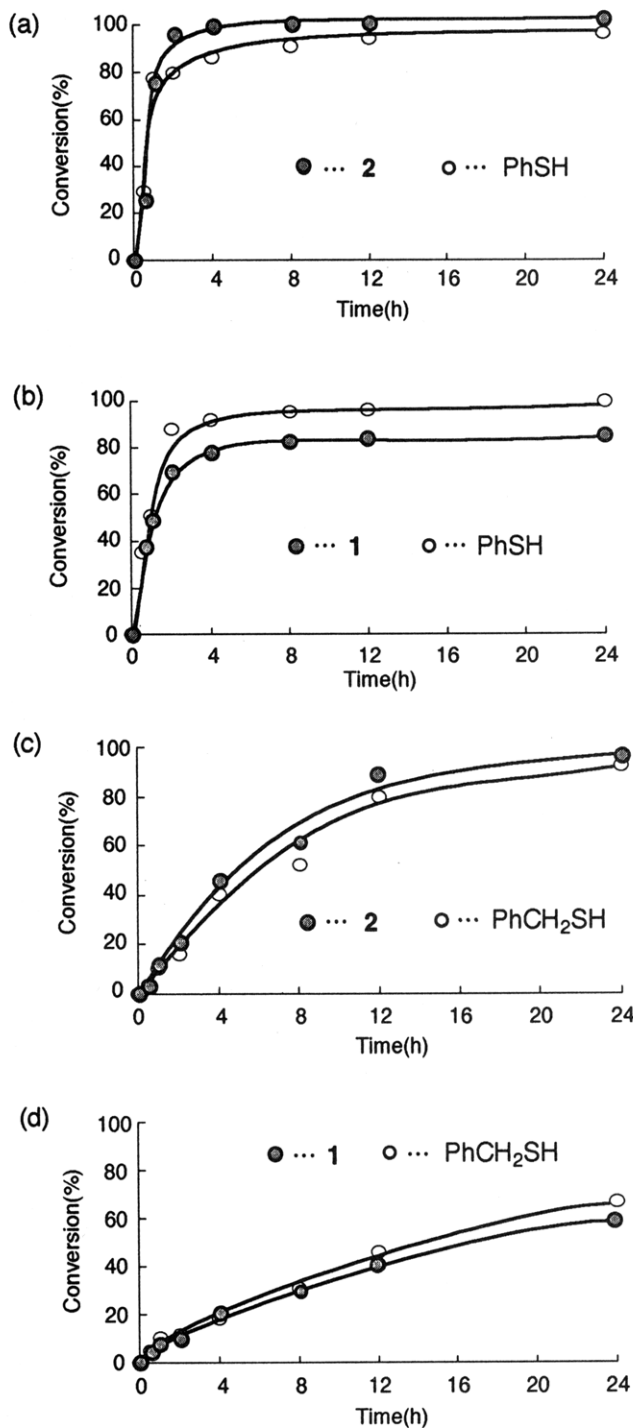 (a)
Conversion(%)
100
80
60
40
20
0
● ··· 2 ○ ··· PhSH
0 4 8 12 16 20 24
Time(h)
(b)
Conversion(%)
100
80
60
40
20
0
● ··· 1 ○ ··· PhSH
0 4 8 12 16 20 24
Time(h)
(c)
Conversion(%)
100
80
60
40
20
0
● ··· 2 ○ ··· PhCH₂SH
0 4 8 12 16 20 24
Time(h)
(d)
Conversion(%)
100
80
60
40
20
0
● ··· 1 ○ ··· PhCH₂SH
0 4 8 12 16 20 24
Time(h)